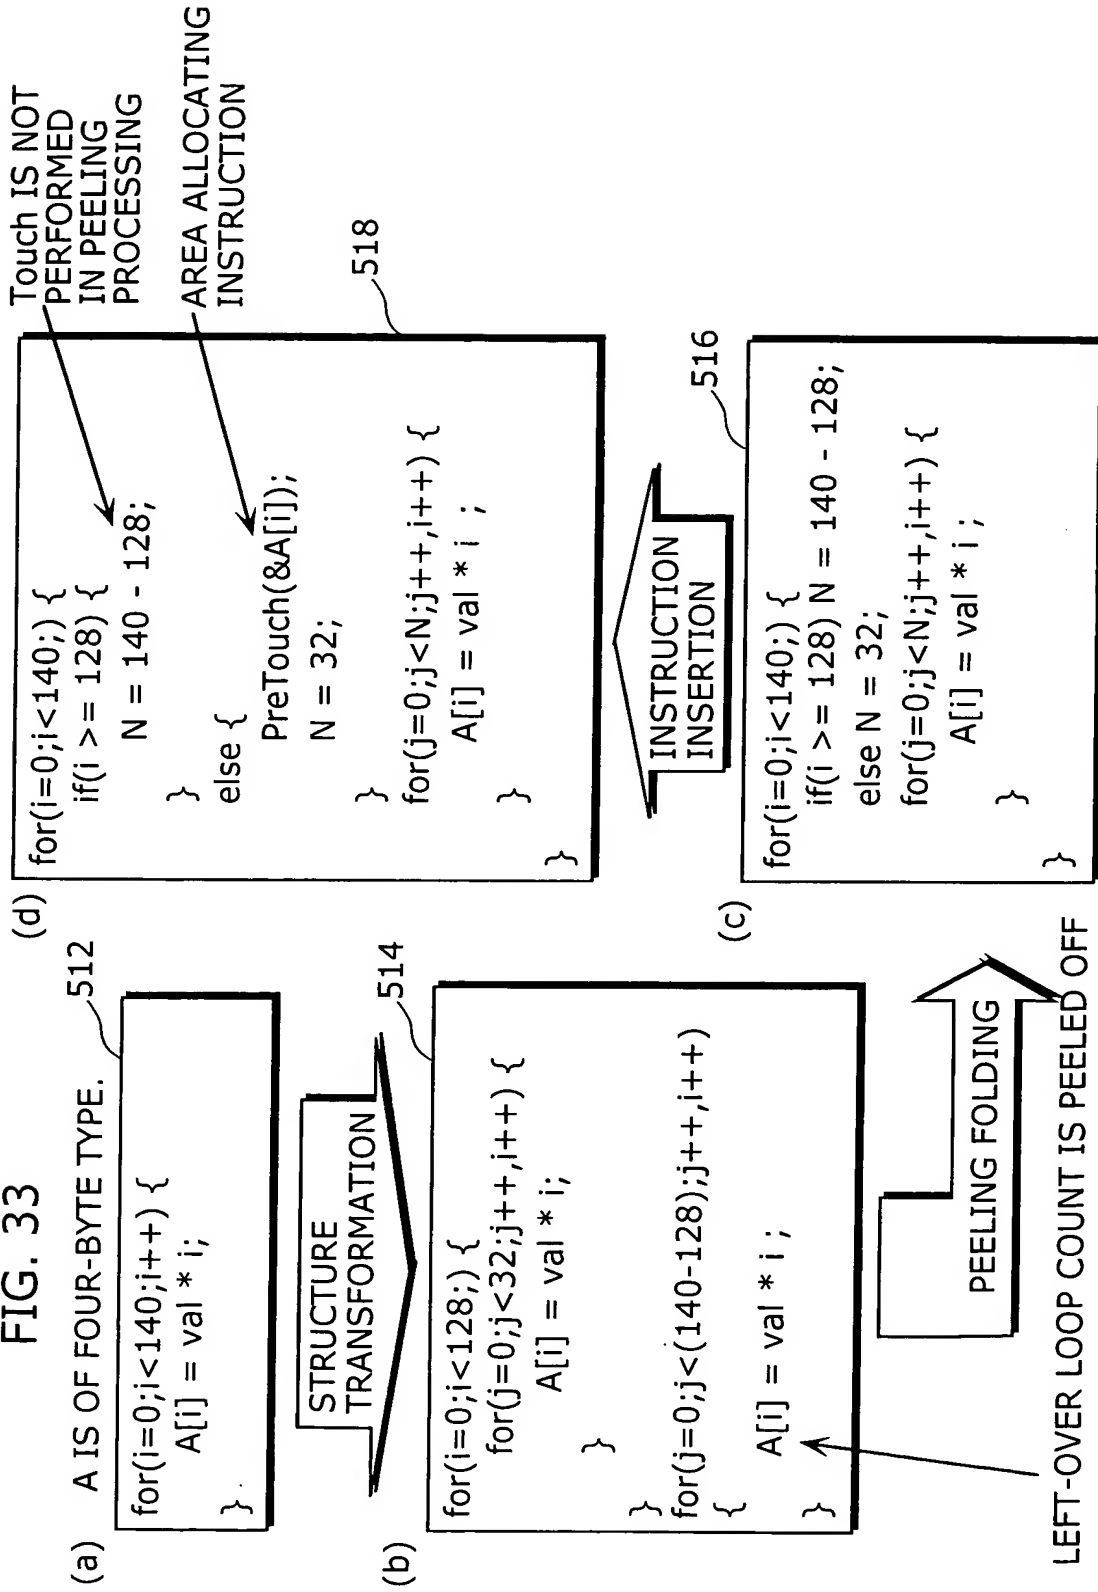 FIG. 33
(a) A IS OF FOUR-BYTE TYPE.
512
for(i=0;i<140;i++) {
A[i] = val * i;
}
STRUCTURE
TRANSFORMATION
(b)
514
for(i=0;i<128;) {
for(j=0;j<32;j++,i++) {
A[i] = val * i;
}
}
for(j=0;j<(140-128);j++,i++)
{
A[i] = val * i ;
}
LEFT-OVER LOOP COUNT IS PEELED OFF
PEELING FOLDING
(c)
516
for(i=0;i<140;) {
if(i >= 128) N = 140 - 128;
else N = 32;
for(j=0;j<N;j++,i++) {
A[i] = val * i ;
}
}
INSTRUCTION
INSERTION
(d)
518
for(i=0;i<140;) {
if(i >= 128) {
N = 140 - 128;
}
else {
PreTouch(&A[i]);
N = 32;
}
for(j=0;j<N;j++,i++) {
A[i] = val * i ;
}
}
Touch IS NOT
PERFORMED
IN PEELING
PROCESSING
AREA ALLOCATING
INSTRUCTION